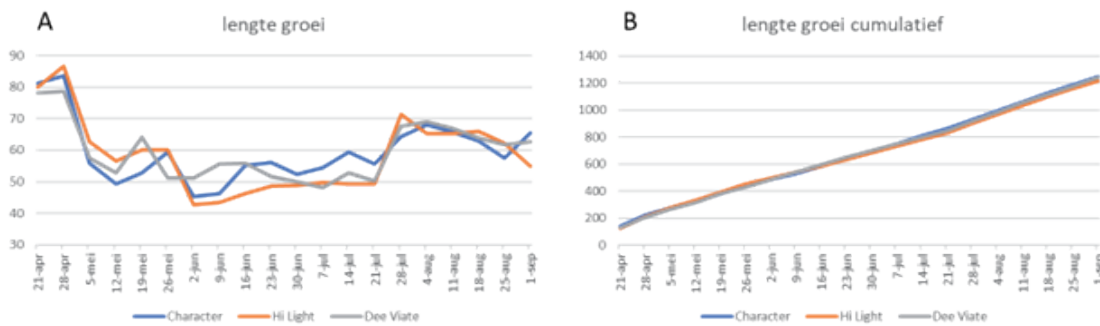 A
lengte groei
90
80
70
60
50
40
30
21-apr
28-apr
5-mei
12-mei
19-mei
26-mei
2-jun
9-jun
16-jun
23-jun
30-jun
7-jul
14-jul
21-jul
28-jul
4-aug
11-aug
18-aug
25-aug
1-sep
Character
Hi Light
Dee Viate
B
lengte groei cumulatief
1400
1200
1000
800
600
400
200
0
21-apr
28-apr
5-mei
12-mei
19-mei
26-mei
2-jun
9-jun
16-jun
23-jun
30-jun
7-jul
14-jul
21-jul
28-jul
4-aug
11-aug
18-aug
25-aug
1-sep
Character
Hi Light
Dee Viate